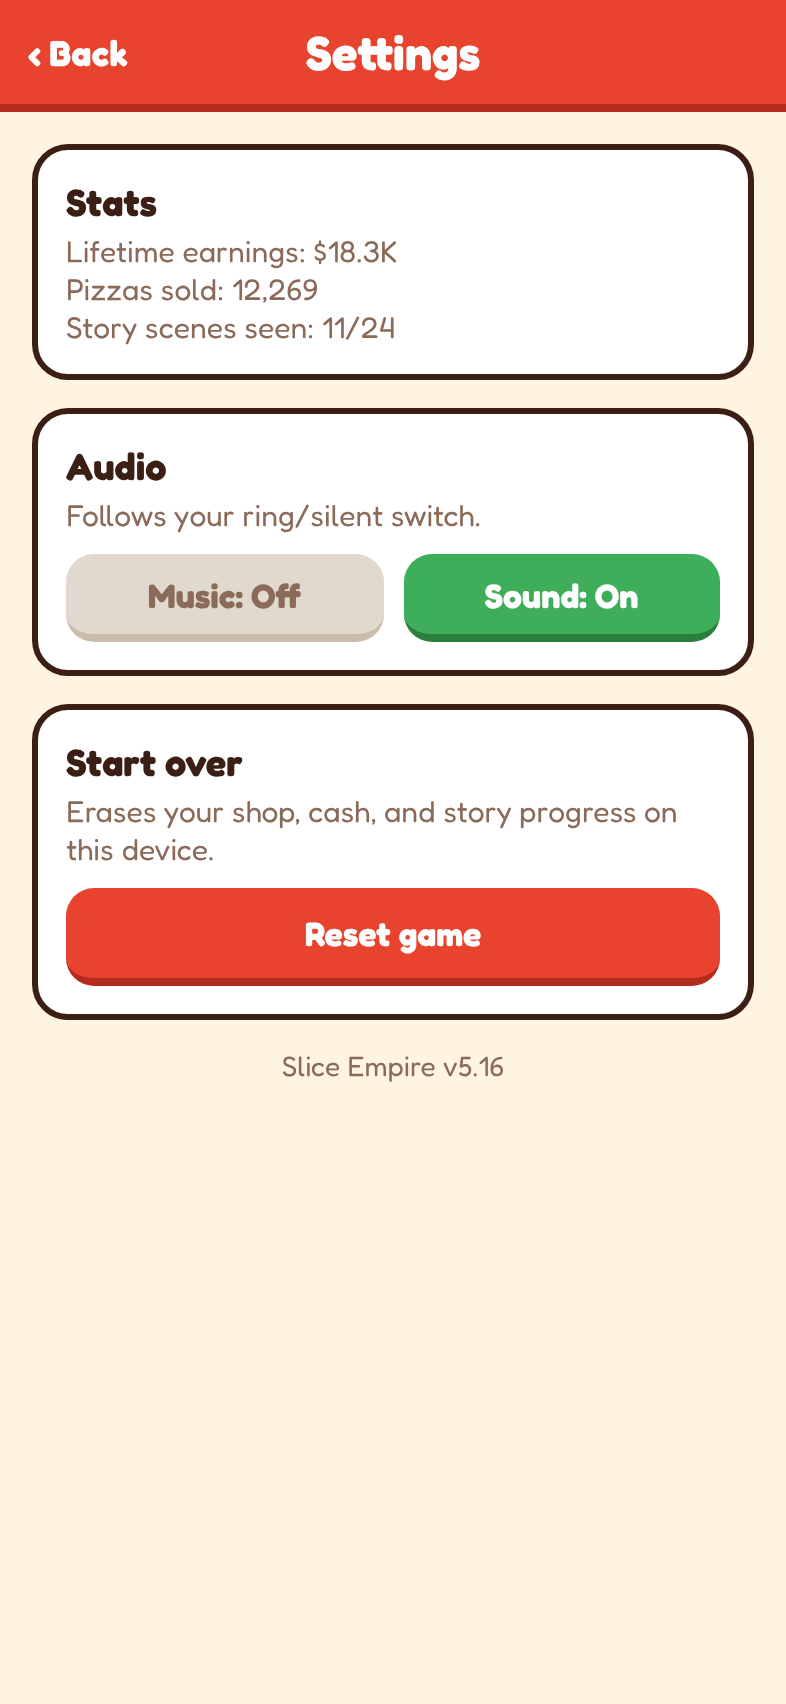 ‹ Back
Settings
Stats
Lifetime earnings: $18.3K
Pizzas sold: 12,269
Story scenes seen: 11/24
Audio
Follows your ring/silent switch.
Music: Off
Sound: On
Start over
Erases your shop, cash, and story progress on
this device.
Reset game
Slice Empire v5.16